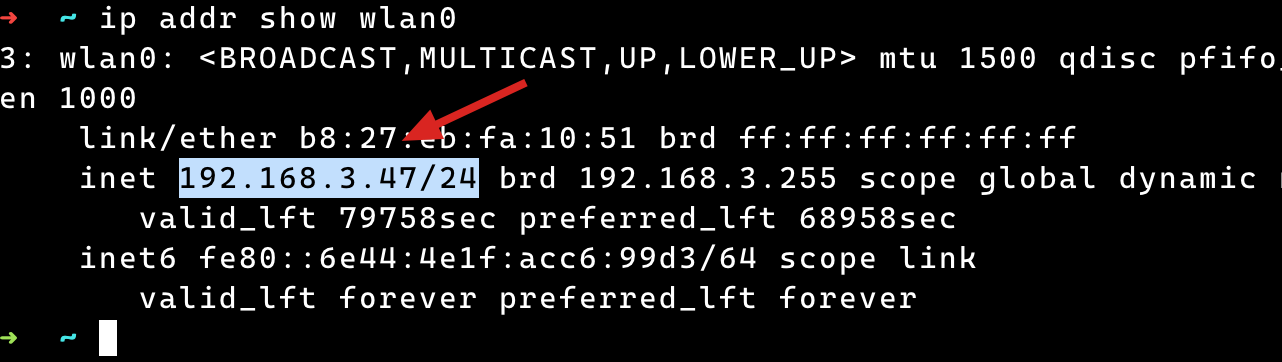 ➜  ~ ip addr show wlan0
3: wlan0: <BROADCAST,MULTICAST,UP,LOWER_UP> mtu 1500 qdisc pfifo_
en 1000
    link/ether b8:27:eb:fa:10:51 brd ff:ff:ff:ff:ff:ff
    inet 192.168.3.47/24 brd 192.168.3.255 scope global dynamic
       valid_lft 79758sec preferred_lft 68958sec
    inet6 fe80::6e44:4e1f:acc6:99d3/64 scope link
       valid_lft forever preferred_lft forever
➜  ~